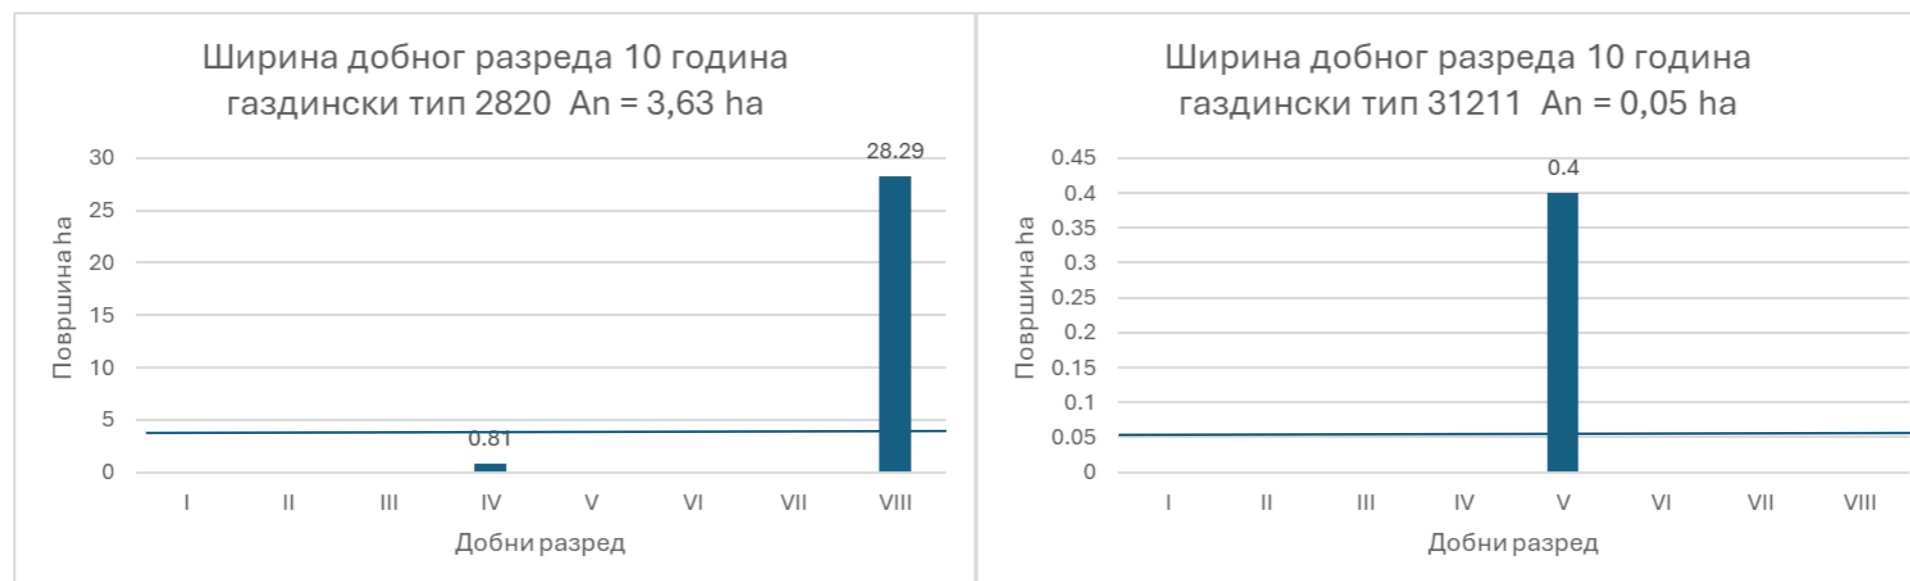 Ширина добног разреда 10 година
газдински тип 2820 An = 3,63 ha
30
25
20
15
10
5
0
Површина ha
28.29
0.81
I II III IV V VI VII VIII
Добни разред
Ширина добног разреда 10 година
газдински тип 31211 An = 0,05 ha
0.45
0.4
0.35
0.3
0.25
0.2
0.15
0.1
0.05
0
Површина ha
0.4
I II III IV V VI VII VIII
Добни разред